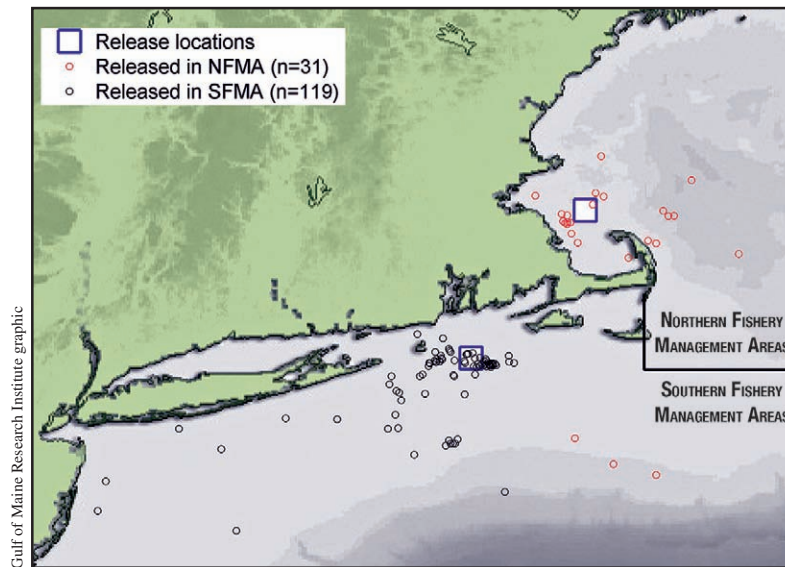 Release locations
Released in NFMA (n=31)
Released in SFMA (n=119)
NORTHERN FISHERY
MANAGEMENT AREAS
SOUTHERN FISHERY
MANAGEMENT AREAS
Gulf of Maine Research Institute graphic